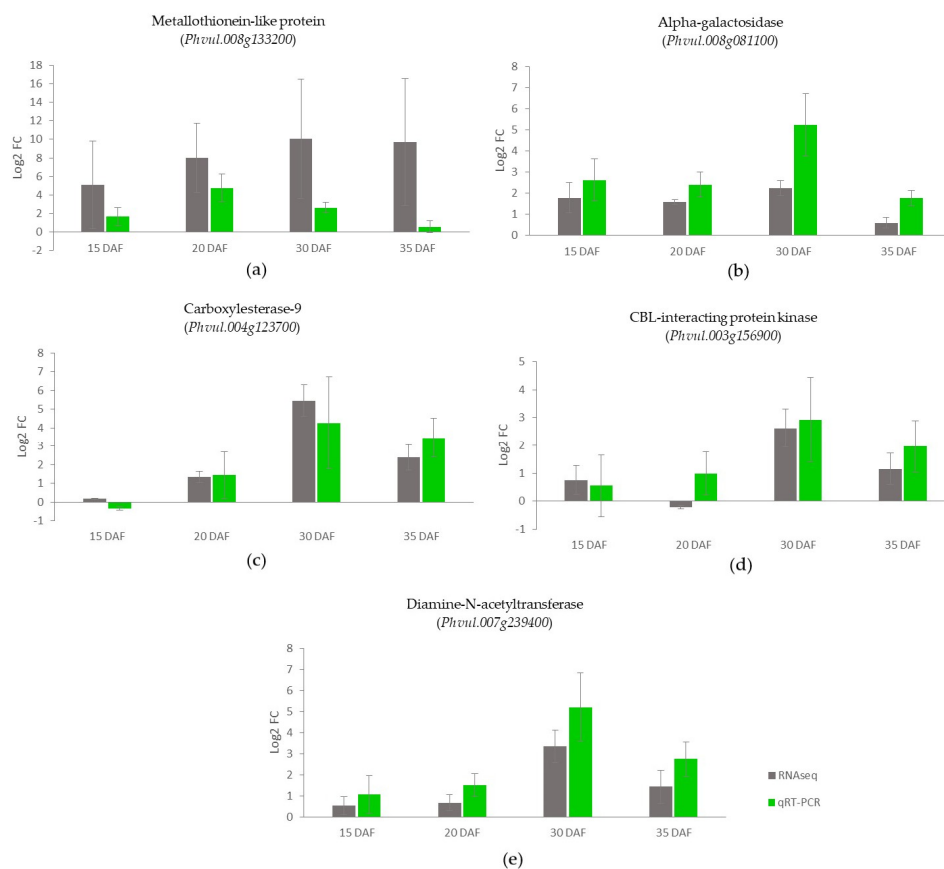 Metallothionein-like protein
(Phvul.008g133200)
Log2 FC
18
16
14
12
10
8
6
4
2
0
-2
15 DAF 20 DAF 30 DAF 35 DAF
(a)
Alpha-galactosidase
(Phvul.008g081100)
Log2 FC
8
7
6
5
4
3
2
1
0
15 DAF 20 DAF 30 DAF 35 DAF
(b)
Carboxylesterase-9
(Phvul.004g123700)
Log2 FC
8
7
6
5
4
3
2
1
0
-1
15 DAF 20 DAF 30 DAF 35 DAF
(c)
CBL-interacting protein kinase
(Phvul.003g156900)
Log2 FC
5
4
3
2
1
0
-1
15 DAF 20 DAF 30 DAF 35 DAF
(d)
Diamine-N-acetyltransferase
(Phvul.007g239400)
Log2 FC
8
7
6
5
4
3
2
1
0
15 DAF 20 DAF 30 DAF 35 DAF
RNAseq
qRT-PCR
(e)